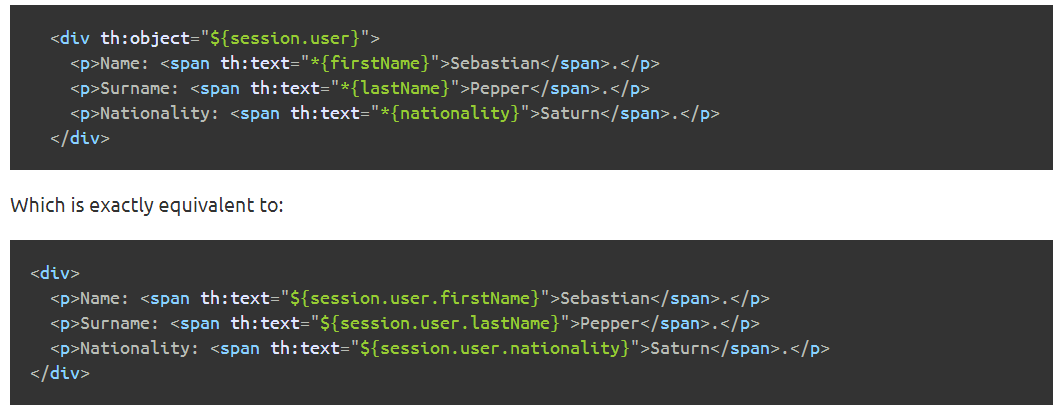 <div th:object="${session.user}">
<p>Name: <span th:text="*{firstName}">Sebastian</span>.</p>
<p>Surname: <span th:text="*{lastName}">Pepper</span>.</p>
<p>Nationality: <span th:text="*{nationality}">Saturn</span>.</p>
</div>
Which is exactly equivalent to:
<div>
<p>Name: <span th:text="${session.user.firstName}">Sebastian</span>.</p>
<p>Surname: <span th:text="${session.user.lastName}">Pepper</span>.</p>
<p>Nationality: <span th:text="${session.user.nationality}">Saturn</span>.</p>
</div>